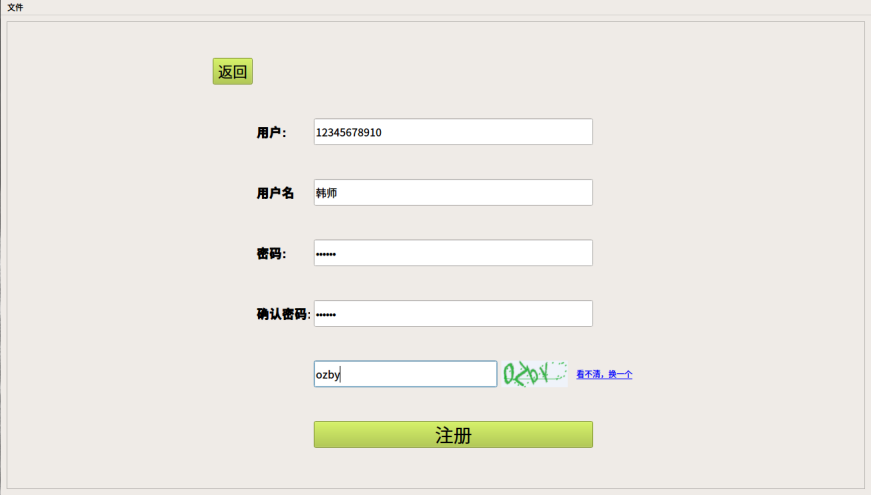 文件
返回
用户: 12345678910
用户名 韩师
密码: ••••••
确认密码: ••••••
ozby ozby 看不清，换一个
注册